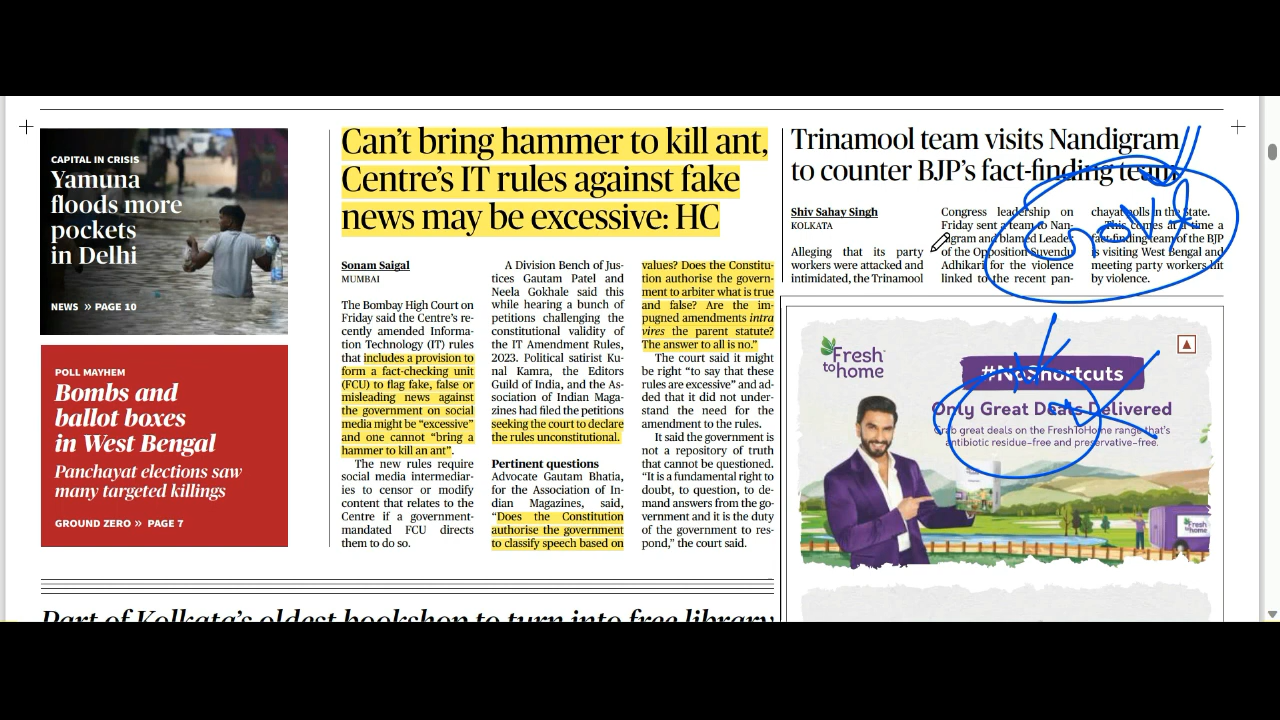 CAPITAL IN CRISIS
Yamuna
floods more
pockets
in Delhi
NEWS » PAGE 10
POLL MAYHEM
Bombs and
ballot boxes
in West Bengal
Panchayat elections saw
many targeted killings
GROUND ZERO » PAGE 7
Can’t bring hammer to kill ant,
Centre’s IT rules against fake
news may be excessive: HC
Sonam Saigal
MUMBAI
The Bombay High Court on
Friday said the Centre’s re-
cently amended Informa-
tion Technology (IT) rules
that includes a provision to
form a fact-checking unit
(FCU) to flag fake, false or
misleading news against
the government on social
media might be “excessive”
and one cannot “bring a
hammer to kill an ant”.
The new rules require
social media intermediar-
ies to censor or modify
content that relates to the
Centre if a government-
mandated FCU directs
them to do so.
A Division Bench of Jus-
tices Gautam Patel and
Neela Gokhale said this
while hearing a bunch of
petitions challenging the
constitutional validity of
the IT Amendment Rules,
2023. Political satirist Ku-
nal Kamra, the Editors
Guild of India, and the As-
sociation of Indian Maga-
zines had filed the petitions
seeking the court to declare
the rules unconstitutional.
Pertinent questions
Advocate Gautam Bhatia,
for the Association of In-
dian Magazines, said,
“Does the Constitution
authorise the government
to classify speech based on
values? Does the Constitu-
tion authorise the govern-
ment to arbiter what is true
and false? Are the im-
pugned amendments intra
vires the parent statute?
The answer to all is no.”
The court said it might
be right “to say that these
rules are excessive” and ad-
ded that it did not under-
stand the need for the
amendment to the rules.
It said the government is
not a repository of truth
that cannot be questioned.
“It is a fundamental right to
doubt, to question, to de-
mand answers from the go-
vernment and it is the duty
of the government to res-
pond,” the court said.
Trinamool team visits Nandigram
to counter BJP’s fact-finding team
Shiv Sahay Singh
KOLKATA
Alleging that its party
workers were attacked and
intimidated, the Trinamool
Congress leadership on
Friday sent a team to Nan-
digram and blamed Leader
of the Opposition Suvendu
Adhikari for the violence
linked to the recent pan-
chayat polls in the State.
This comes at a time a
fact-finding team of the BJP
is visiting West Bengal and
meeting party workers hit
by violence.
Govt
Fresh
to home
#NoShortcuts
Only Great Deals Delivered
Grab great deals on the FreshToHome range that’s
antibiotic residue-free and preservative-free.
Fresh
to home
Part of Kolkata’s oldest bookshop to turn into free library